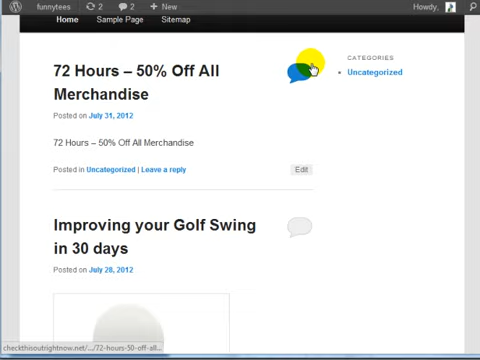 funnytees 2 2 New Howdy,
Home Sample Page Sitemap
72 Hours – 50% Off All
Merchandise
Posted on July 31, 2012
72 Hours – 50% Off All Merchandise
Posted in Uncategorized | Leave a reply Edit
CATEGORIES
Uncategorized
Improving your Golf Swing
in 30 days
Posted on July 28, 2012
checkthisoutrightnow.net/.../72-hours-50-off-all...